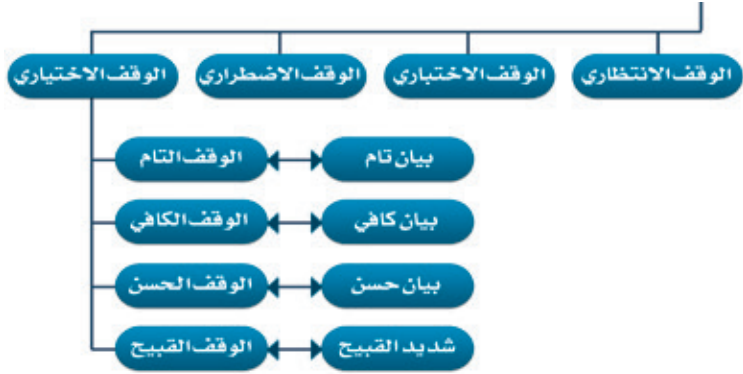 الوقف الانتظاري
الوقف الاختباري
الوقف الاضطراري
الوقف الاختياري
بيان تام
الوقف التام
بيان كافي
الوقف الكافي
بيان حسن
الوقف الحسن
شديد القبيح
الوقف القبيح